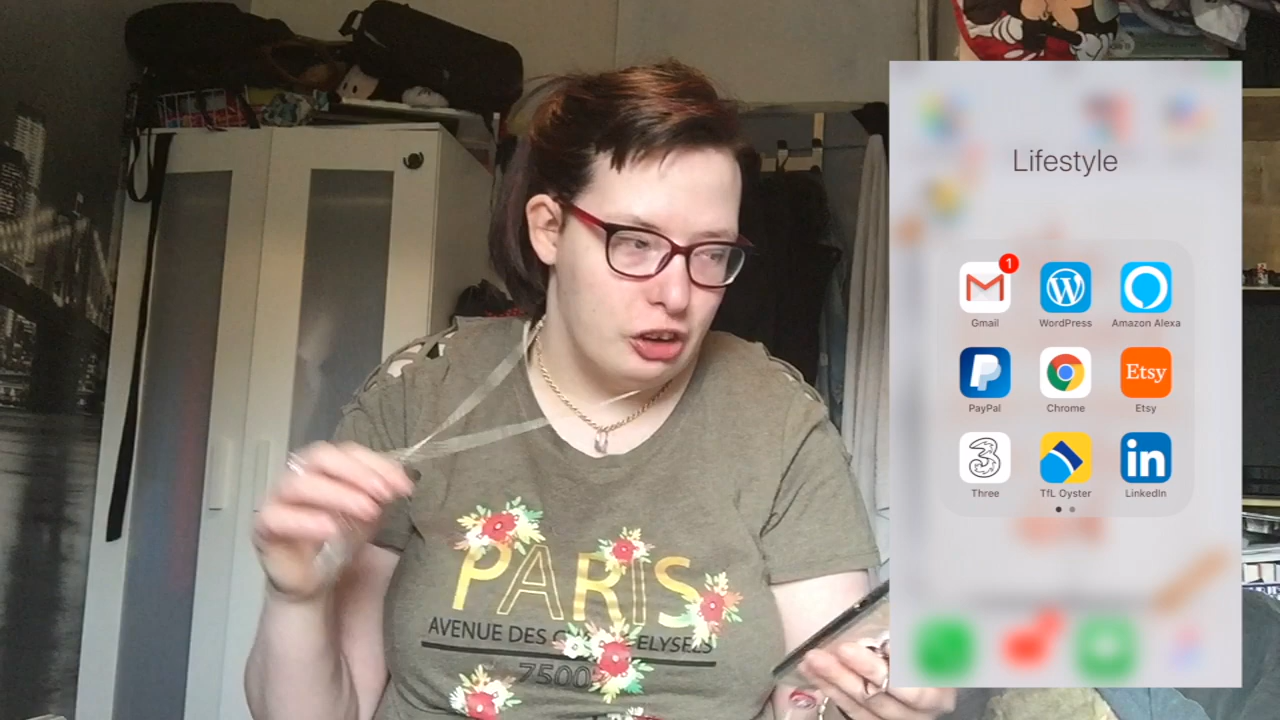 PARIS
AVENUE DES ELYSEES
7500
Lifestyle
1
Gmail
WordPress
Amazon Alexa
PayPal
Chrome
Etsy
Etsy
3
Three
TfL Oyster
in
LinkedIn